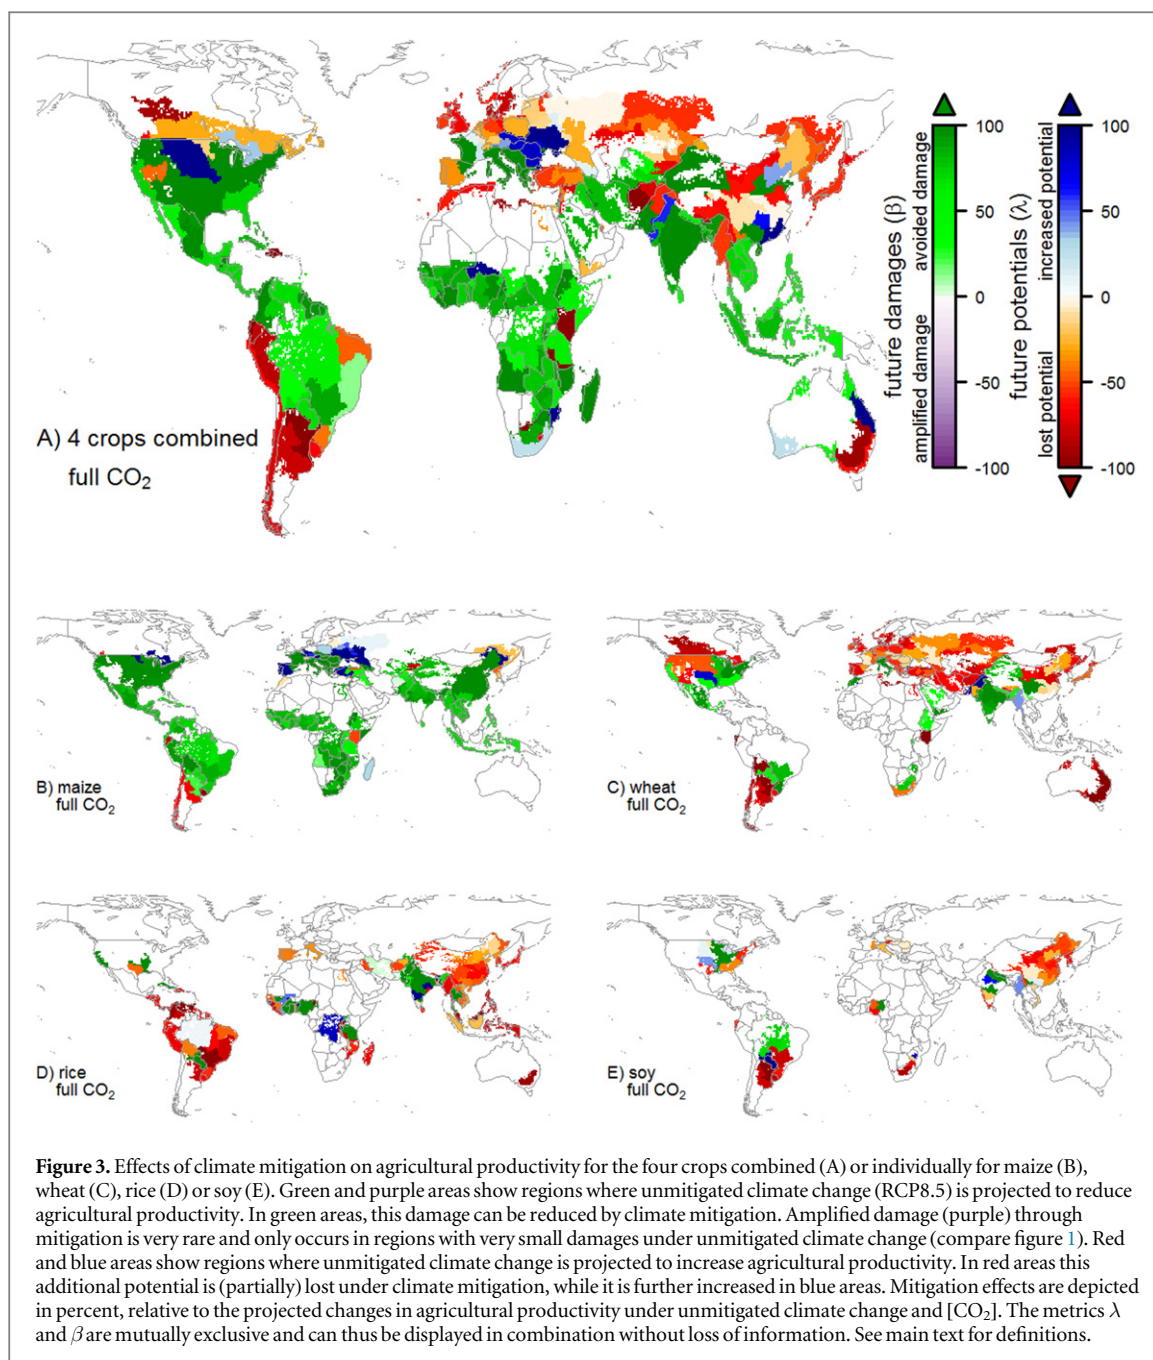 A) 4 crops combined
full CO₂
future damages (β)
avoided damage
amplified damage
100
50
0
-50
-100
future potentials (λ)
increased potential
lost potential
100
50
0
-50
-100
B) maize
full CO₂
C) wheat
full CO₂
D) rice
full CO₂
E) soy
full CO₂
Figure 3. Effects of climate mitigation on agricultural productivity for the four crops combined (A) or individually for maize (B),
wheat (C), rice (D) or soy (E). Green and purple areas show regions where unmitigated climate change (RCP8.5) is projected to reduce
agricultural productivity. In green areas, this damage can be reduced by climate mitigation. Amplified damage (purple) through
mitigation is very rare and only occurs in regions with very small damages under unmitigated climate change (compare figure 1). Red
and blue areas show regions where unmitigated climate change is projected to increase agricultural productivity. In red areas this
additional potential is (partially) lost under climate mitigation, while it is further increased in blue areas. Mitigation effects are depicted
in percent, relative to the projected changes in agricultural productivity under unmitigated climate change and [CO₂]. The metrics λ
and β are mutually exclusive and can thus be displayed in combination without loss of information. See main text for definitions.